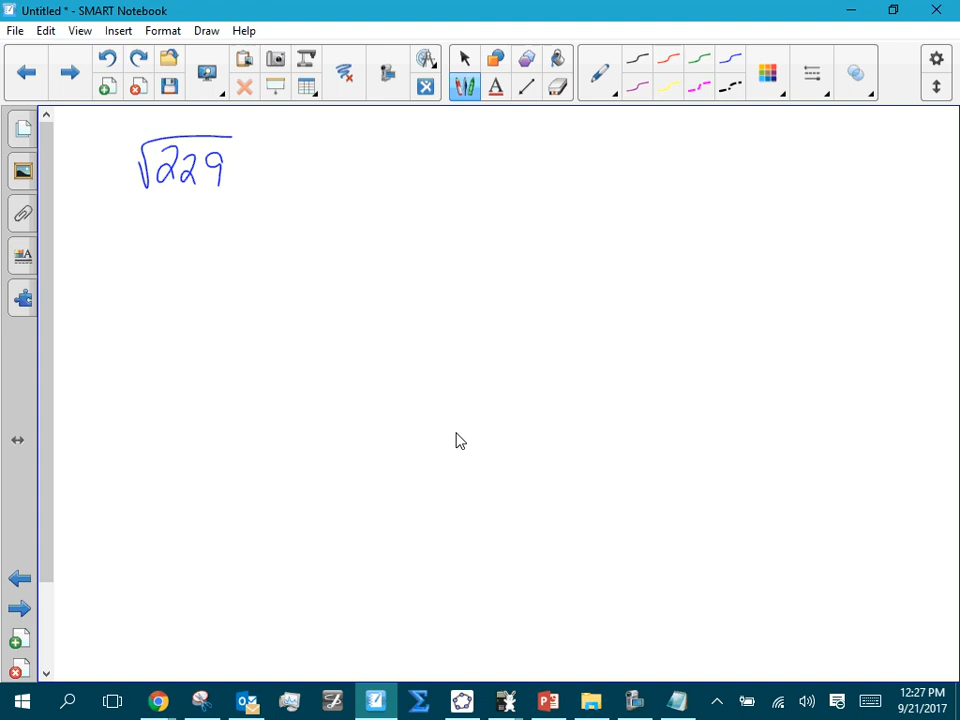 Untitled * - SMART Notebook
File Edit View Insert Format Draw Help
√229
12:27 PM
9/21/2017